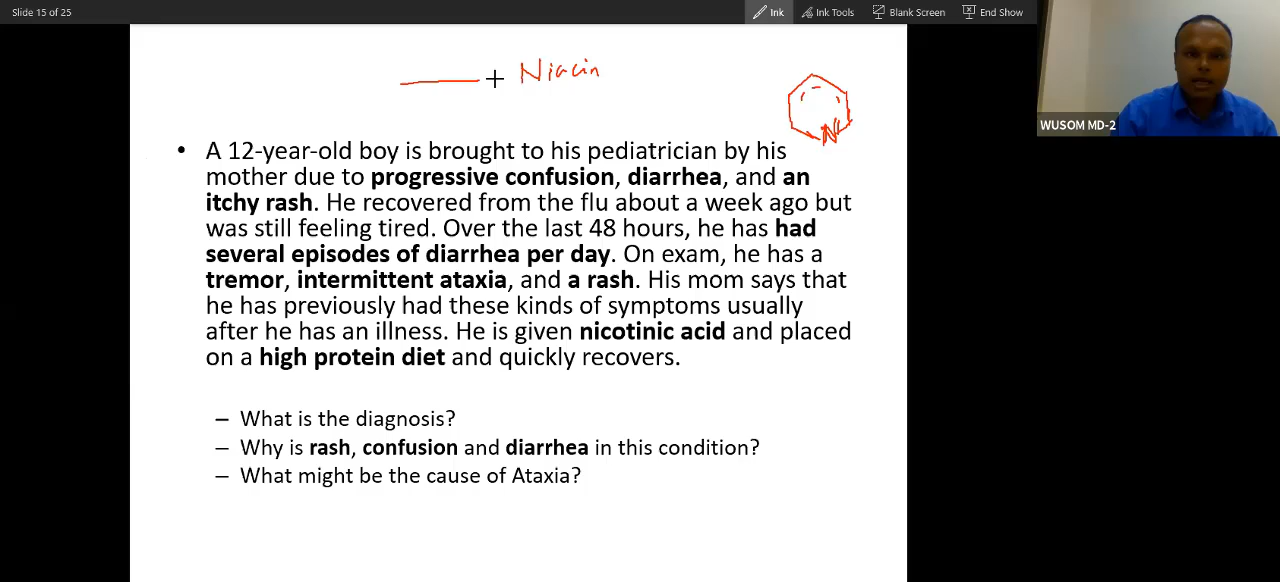 Slide 15 of 25
Ink
Ink Tools
Blank Screen
End Show
+ Niacin
N
WUSOM MD-2
• A 12-year-old boy is brought to his pediatrician by his
mother due to progressive confusion, diarrhea, and an
itchy rash. He recovered from the flu about a week ago but
was still feeling tired. Over the last 48 hours, he has had
several episodes of diarrhea per day. On exam, he has a
tremor, intermittent ataxia, and a rash. His mom says that
he has previously had these kinds of symptoms usually
after he has an illness. He is given nicotinic acid and placed
on a high protein diet and quickly recovers.
– What is the diagnosis?
– Why is rash, confusion and diarrhea in this condition?
– What might be the cause of Ataxia?